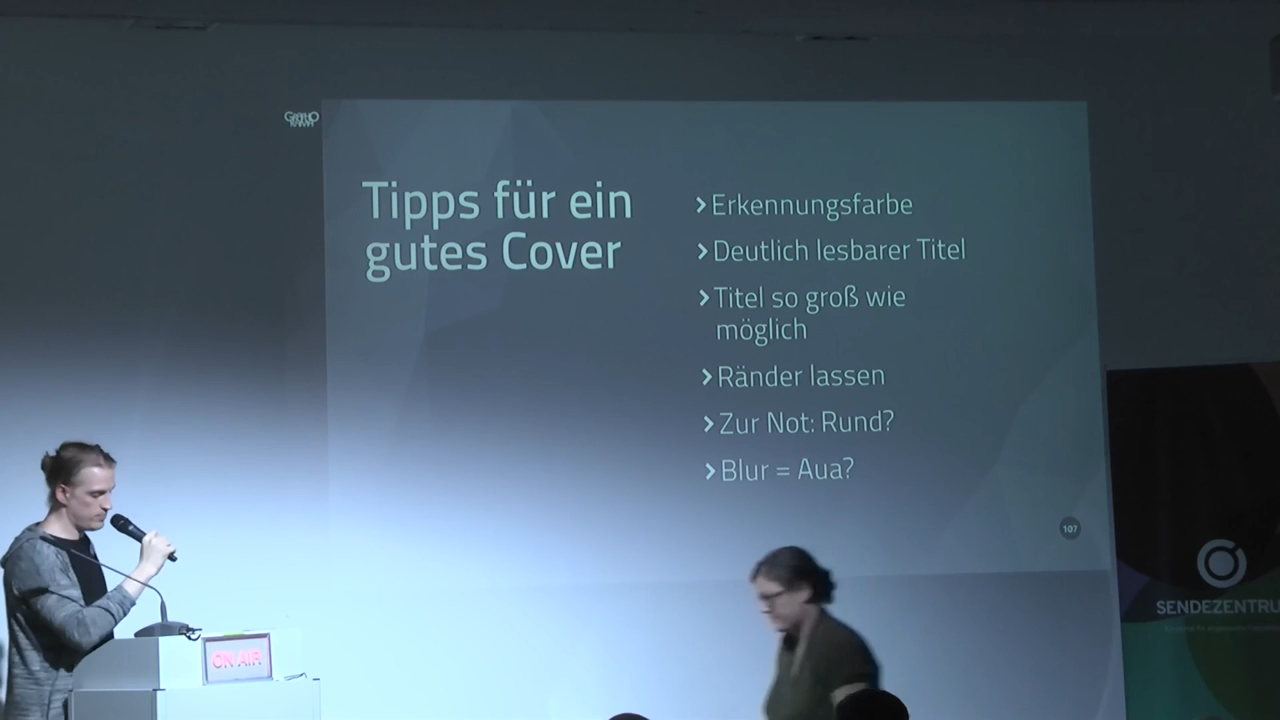 Tipps für ein
gutes Cover
Erkennungsfarbe
Deutlich lesbarer Titel
Titel so groß wie
möglich
Ränder lassen
Zur Not: Rund?
Blur = Aua?
107
SENDEZENTRU
ON AIR